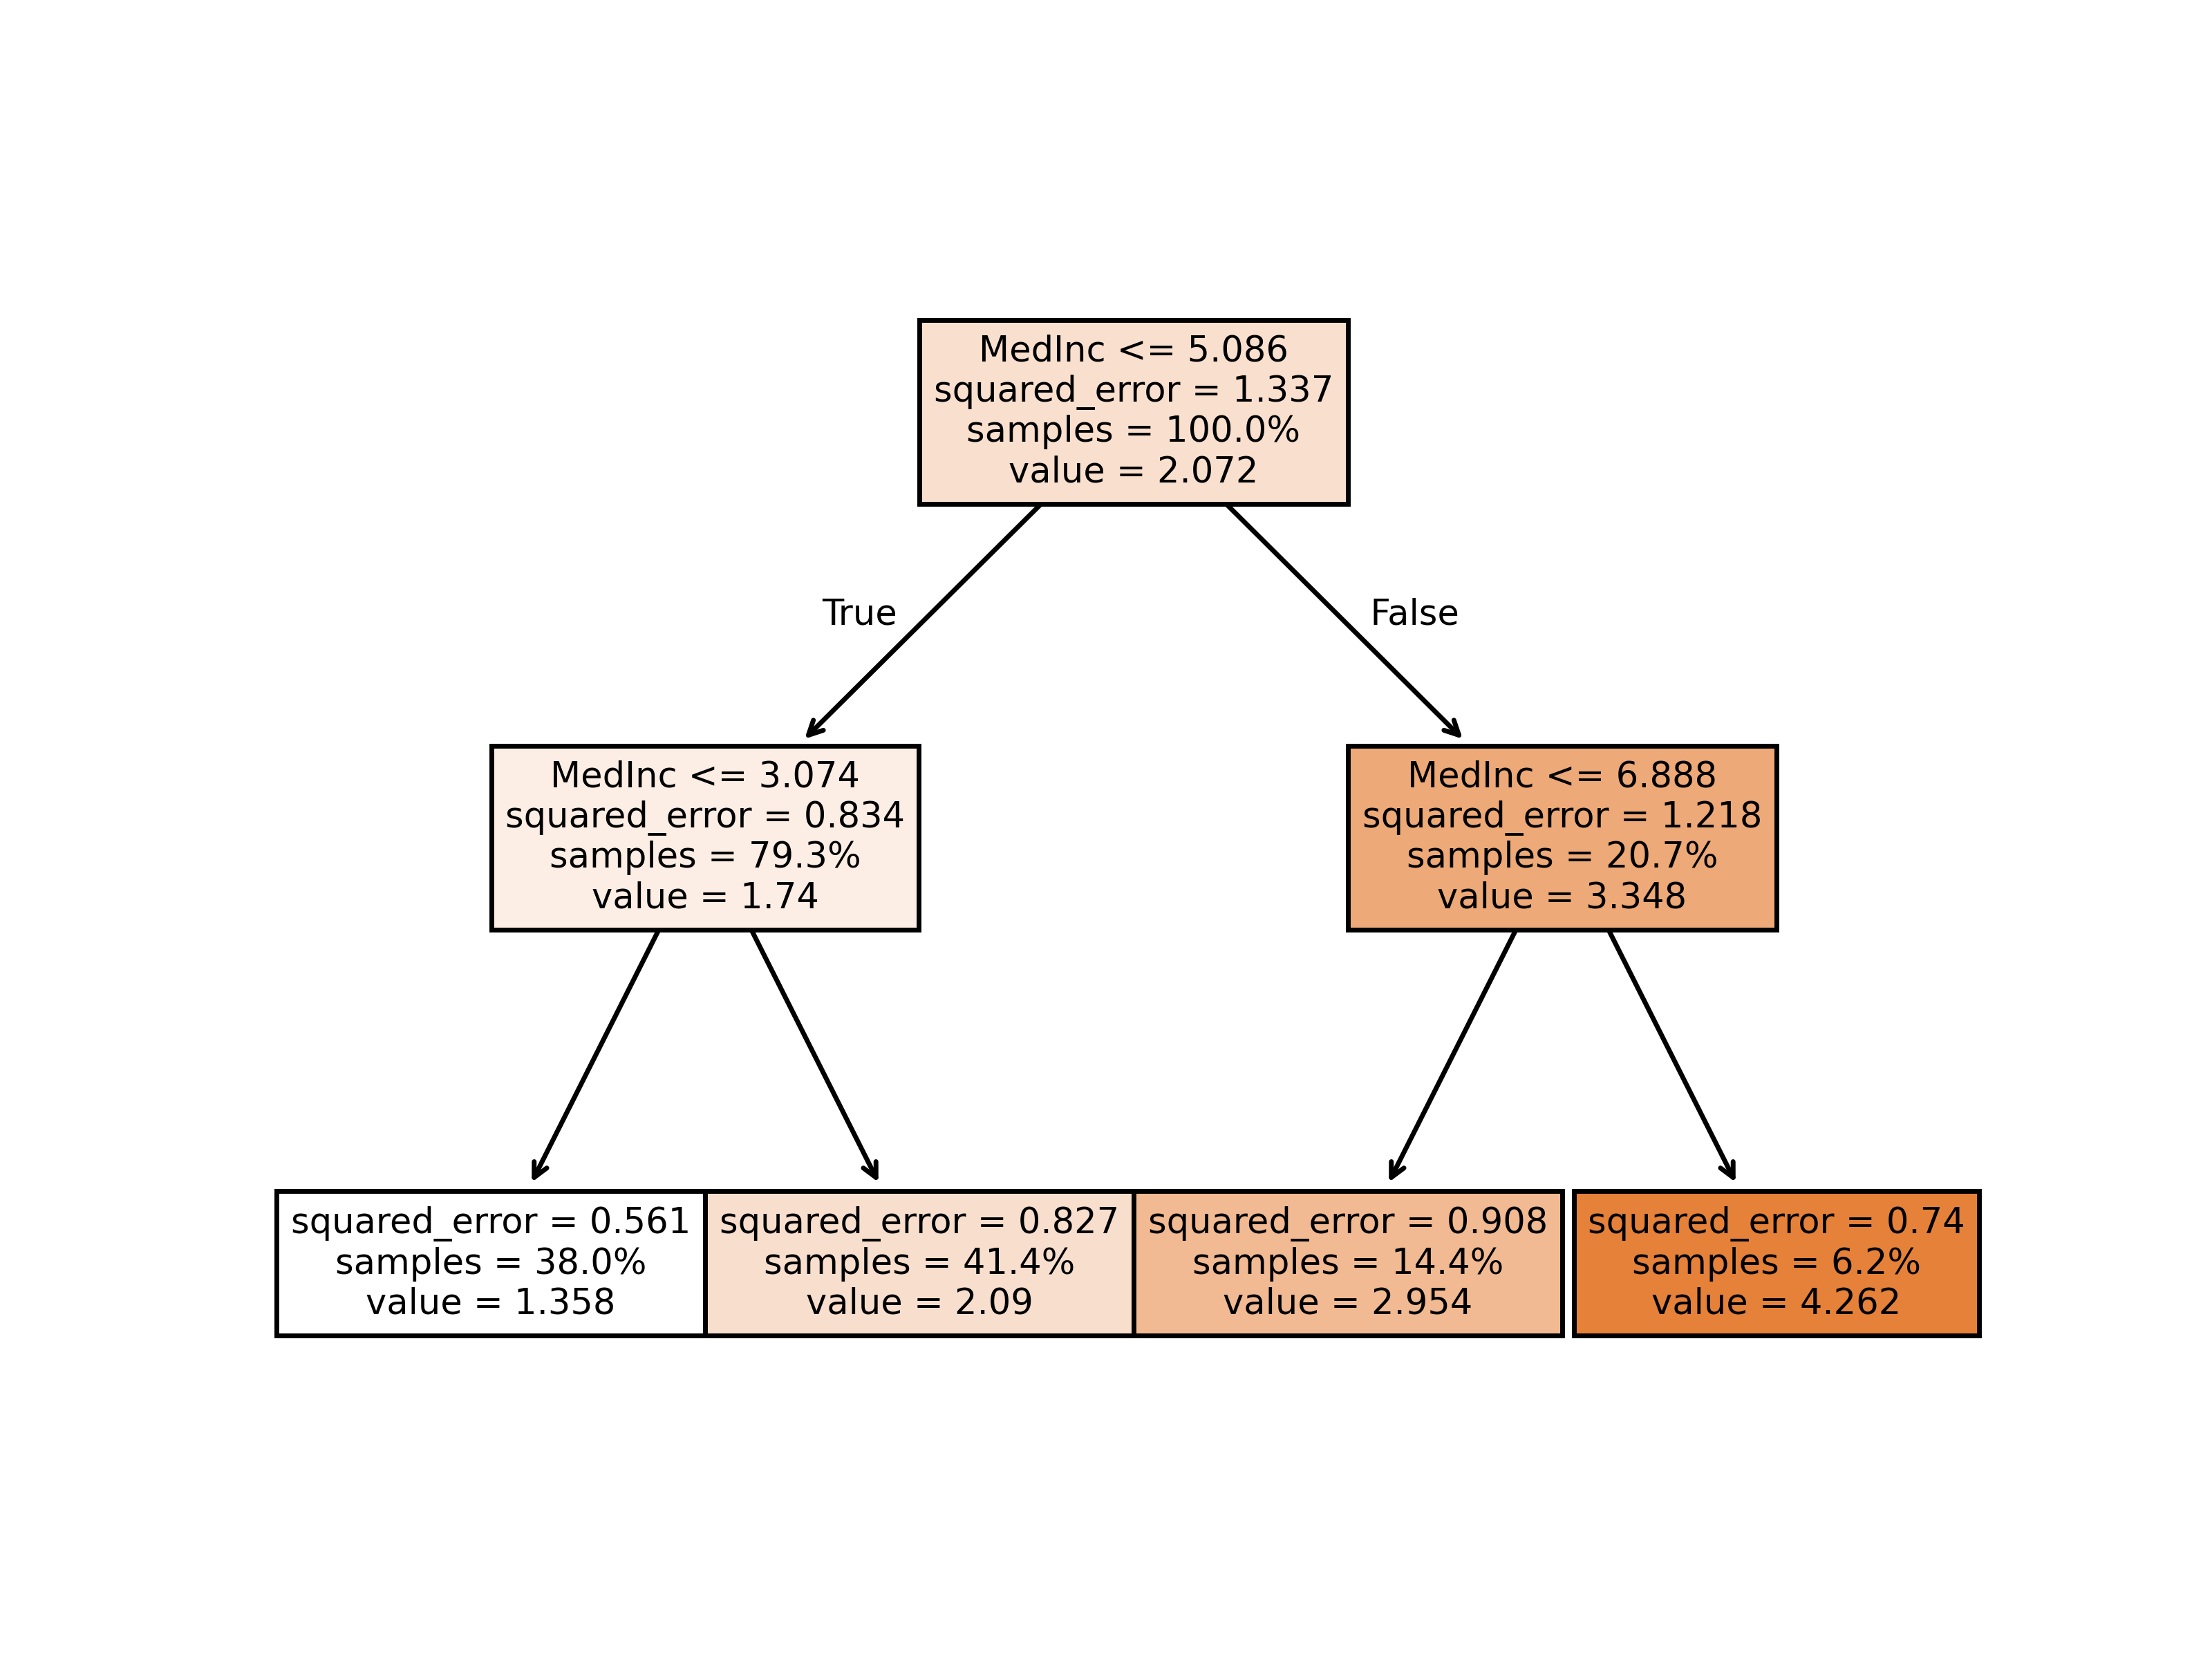 MedInc <= 5.086
squared_error = 1.337
samples = 100.0%
value = 2.072
True
False
MedInc <= 3.074
squared_error = 0.834
samples = 79.3%
value = 1.74
MedInc <= 6.888
squared_error = 1.218
samples = 20.7%
value = 3.348
squared_error = 0.561
samples = 38.0%
value = 1.358
squared_error = 0.827
samples = 41.4%
value = 2.09
squared_error = 0.908
samples = 14.4%
value = 2.954
squared_error = 0.74
samples = 6.2%
value = 4.262